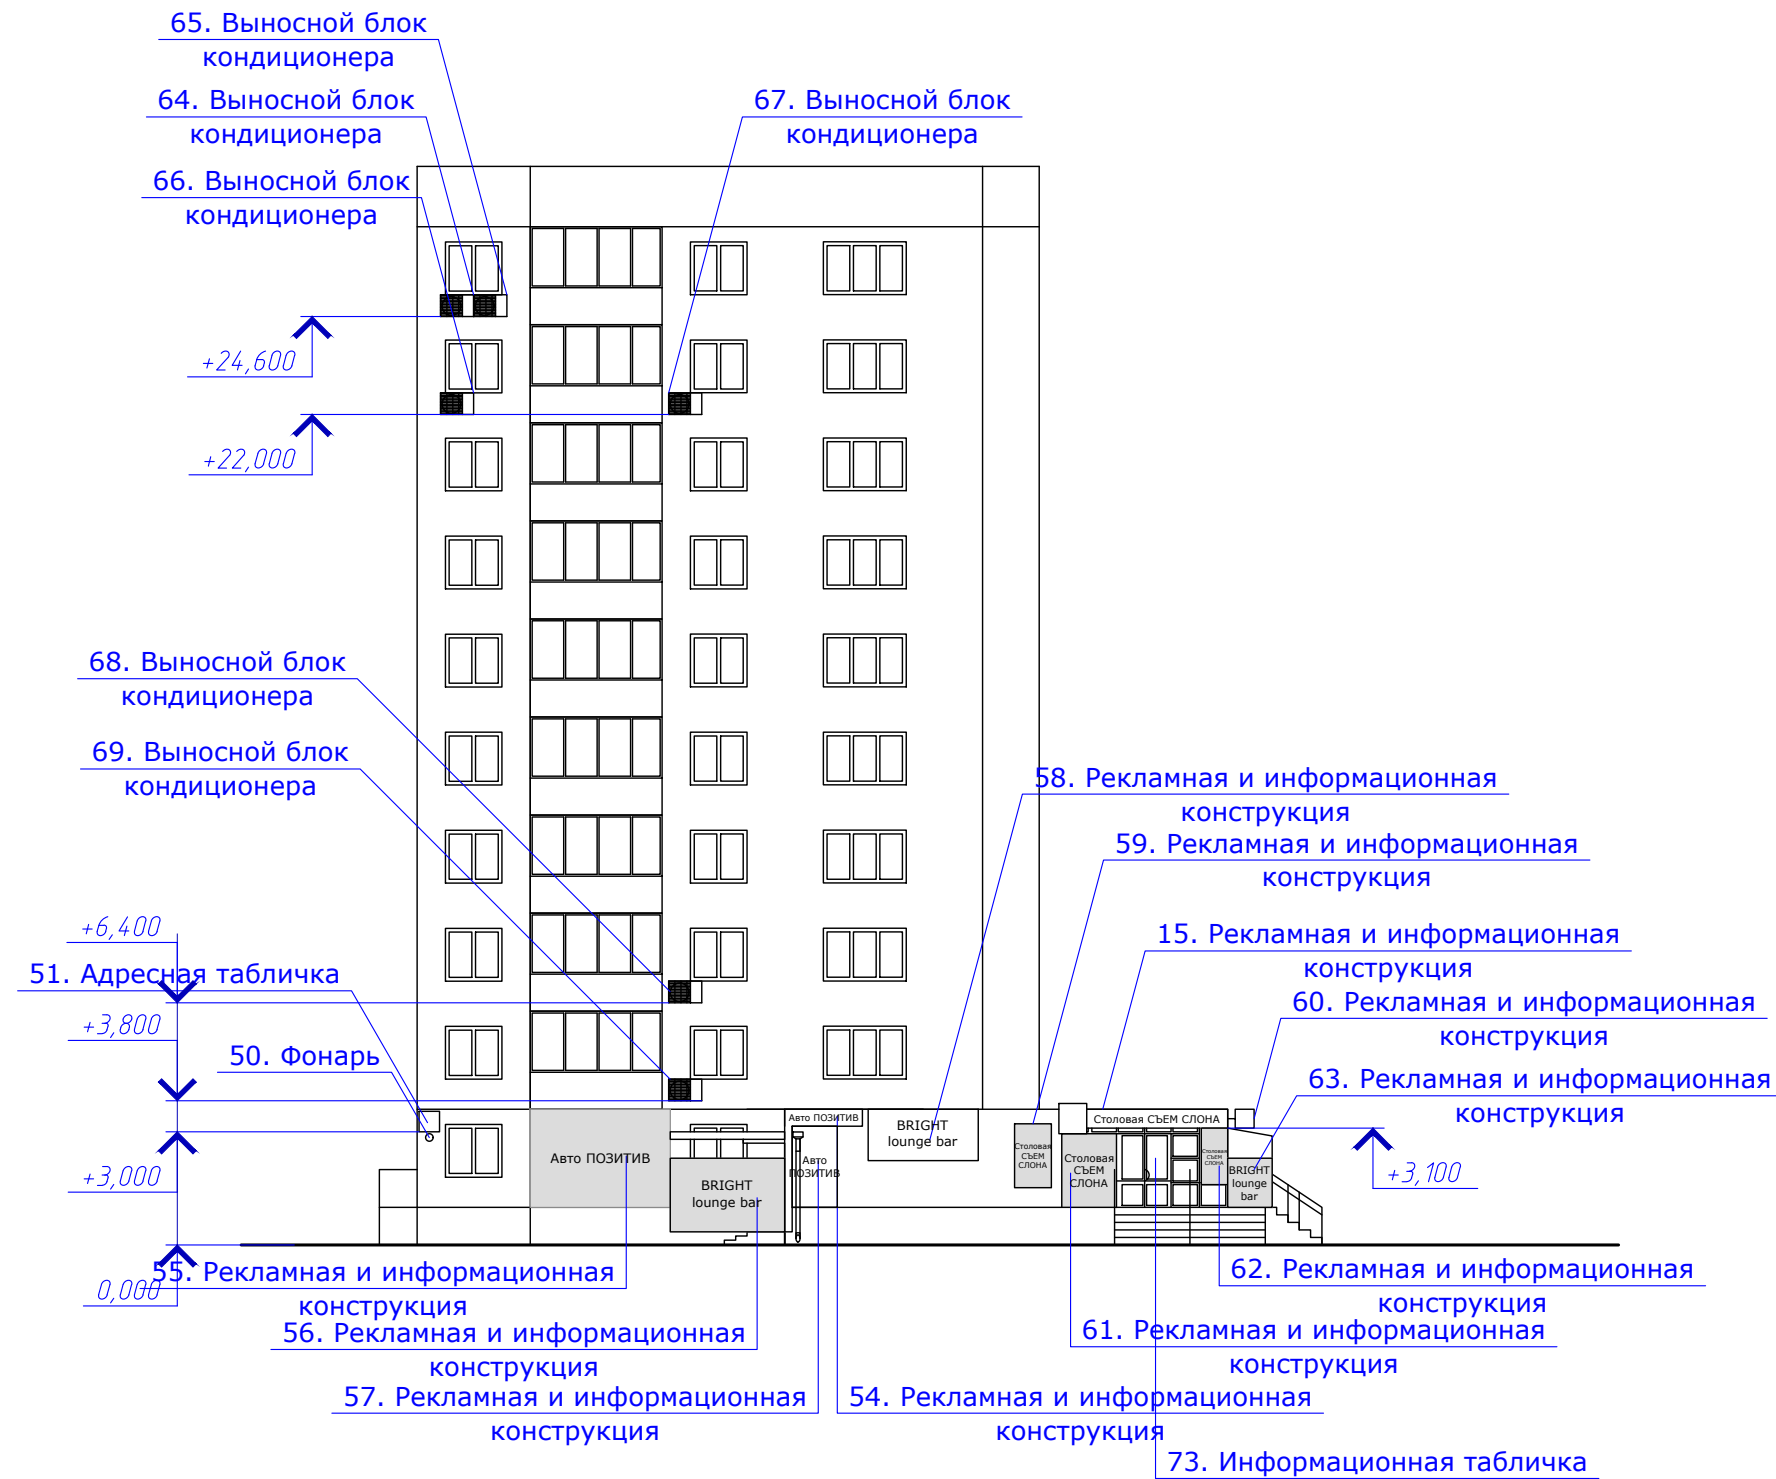 65. Выносной блок
кондиционера
64. Выносной блок
кондиционера
67. Выносной блок
кондиционера
66. Выносной блок
кондиционера
+24,600
+22,000
68. Выносной блок
кондиционера
69. Выносной блок
кондиционера
58. Рекламная и информационная
конструкция
59. Рекламная и информационная
конструкция
+6,400
15. Рекламная и информационная
конструкция
51. Адресная табличка
60. Рекламная и информационная
конструкция
+3,800
50. Фонарь
63. Рекламная и информационная
конструкция
Авто ПОЗИТИВ
BRIGHT
lounge bar
Столовая СЪЕМ СЛОНА
Авто ПОЗИТИВ
Авто
ПОЗИТИВ
Столовая
СЪЕМ
СЛОНА
Столовая
СЪЕМ
СЛОНА
Столовая
СЪЕМ
СЛОНА
BRIGHT
lounge
bar
BRIGHT
lounge bar
+3,000
+3,100
0,000
55. Рекламная и информационная
конструкция
62. Рекламная и информационная
конструкция
56. Рекламная и информационная
конструкция
61. Рекламная и информационная
конструкция
57. Рекламная и информационная
конструкция
54. Рекламная и информационная
конструкция
73. Информационная табличка